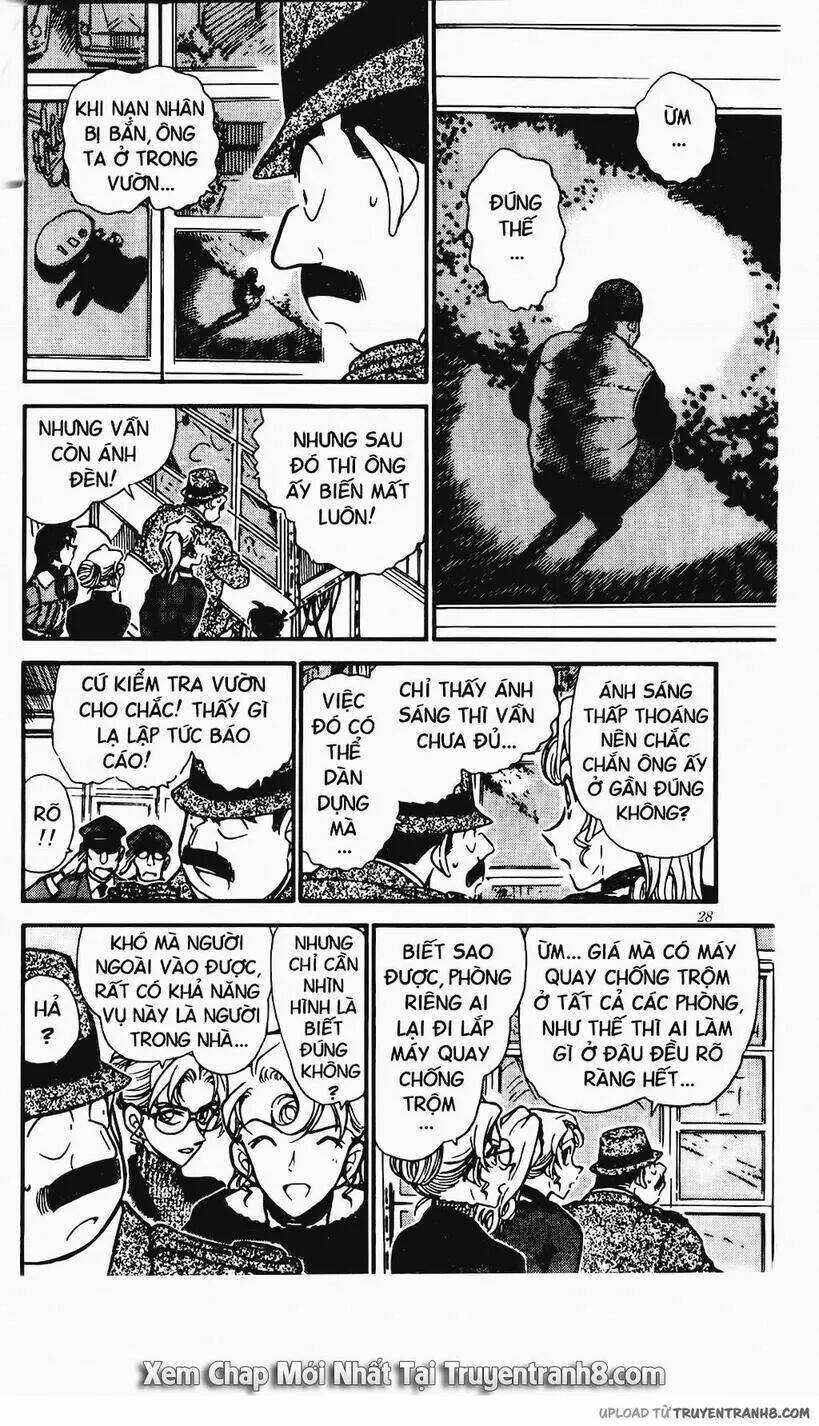 ỪM
...
ĐÚNG
THẾ
...
KHI NẠN NHÂN
BỊ BẮN, ÔNG
TA Ở TRONG
VƯỜN...
NHƯNG SAU
ĐÓ THÌ ÔNG
ẤY BIẾN MẤT
LUÔN!
NHƯNG VẪN
CÒN ÁNH
ĐÈN!
ÁNH SÁNG
THẤP THOÁNG
NÊN CHẮC
CHẮN ÔNG ẤY
Ở GẦN ĐÚNG
KHÔNG?
CHỈ THẤY ÁNH
SÁNG THÌ VẪN
CHƯA ĐỦ...
VIỆC
ĐÓ CÓ
THỂ
DÀN
DỰNG
MÀ
...
CỨ KIỂM TRA VƯỜN
CHO CHẮC! THẤY GÌ
LẠ LẬP TỨC BÁO
CÁO!
RÕ
!!
28
ỪM... GIÁ MÀ CÓ MÁY
QUAY CHỐNG TRỘM
Ở TẤT CẢ CÁC PHÒNG,
NHƯ THẾ THÌ AI LÀM
GÌ Ở ĐÂU ĐỀU RÕ
RÀNG HẾT...
BIẾT SAO
ĐƯỢC, PHÒNG
RIÊNG AI
LẠI ĐI LẮP
MÁY QUAY
CHỐNG
TRỘM
...
NHƯNG
CHỈ CẦN
NHÌN
HÌNH LÀ
BIẾT
ĐÚNG
KHÔNG
?
KHÓ MÀ NGƯỜI
NGOÀI VÀO ĐƯỢC,
RẤT CÓ KHẢ NĂNG
VỤ NÀY LÀ NGƯỜI
TRONG NHÀ...
HẢ
?
Xem Chap Mới Nhất Tại Truyentranh8.com
UPLOAD TỪ TRUYENTRANH8.COM